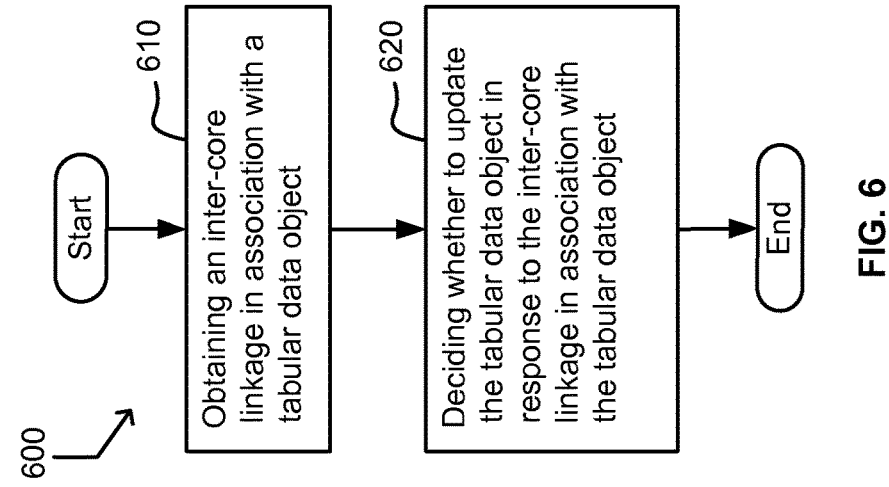 600
Start
610
Obtaining an inter-core
linkage in association with a
tabular data object
620
Deciding whether to update
the tabular data object in
response to the inter-core
linkage in association with
the tabular data object
End
FIG. 6